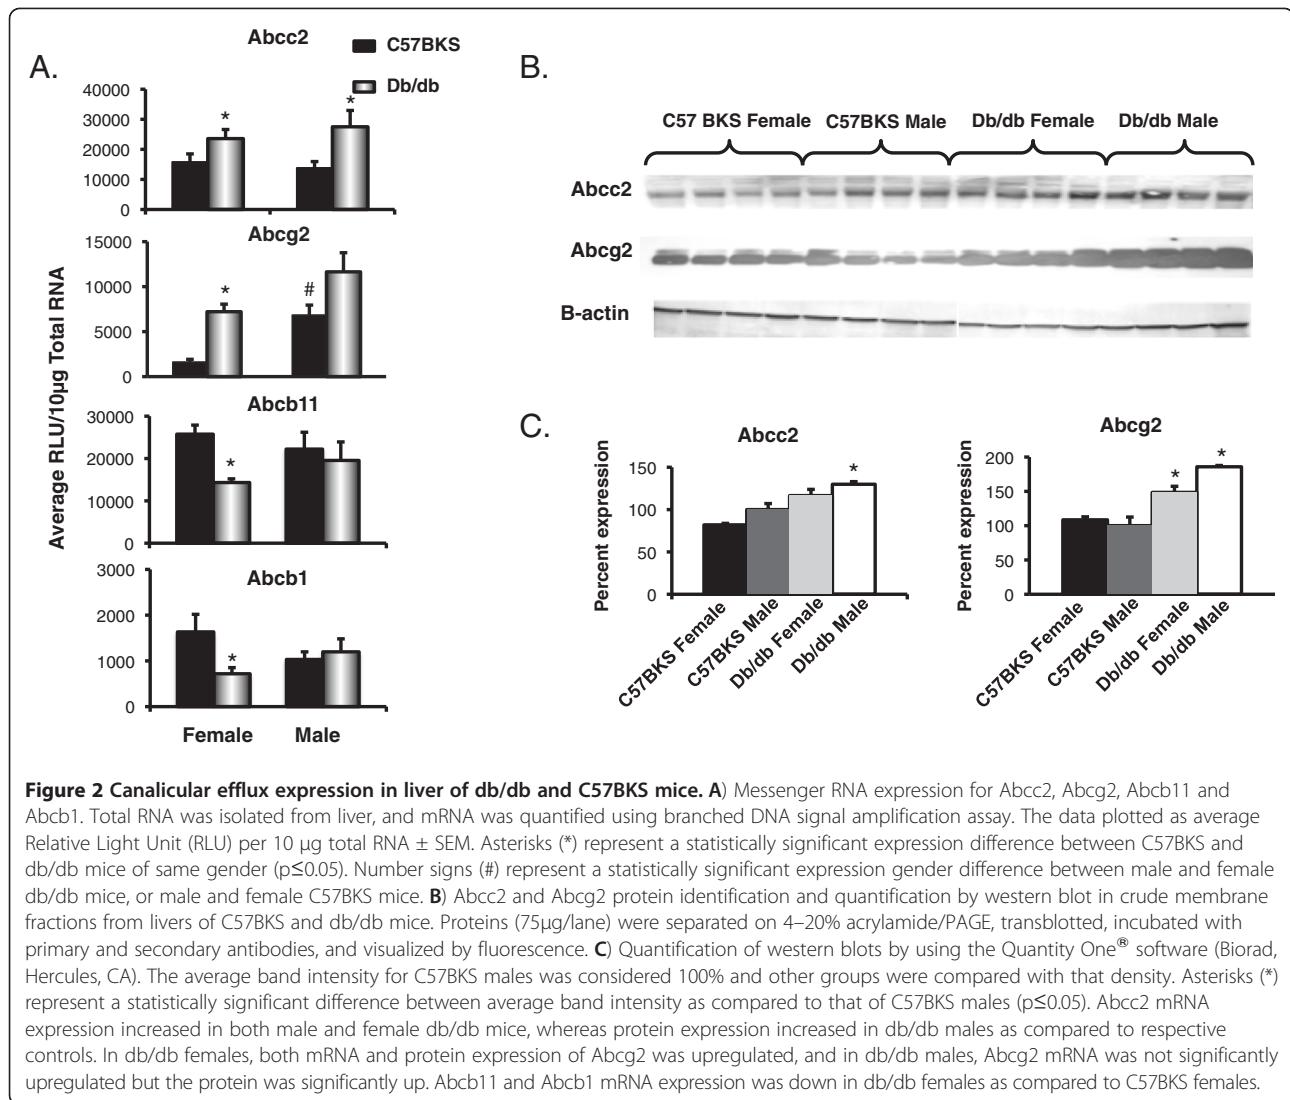 A.
Abcc2
C57BKS
Db/db
Average RLU/10µg Total RNA
40000
30000
20000
10000
0
*
*
Abcg2
15000
10000
5000
0
*
#
Abcb11
30000
20000
10000
0
*
Abcb1
3000
2000
1000
0
*
Female Male
B.
C57 BKS Female C57BKS Male Db/db Female Db/db Male
Abcc2
Abcg2
B-actin
C.
Abcc2
Percent expression
150
100
50
0
*
C57BKS Female
C57BKS Male
Db/db Female
Db/db Male
Abcg2
Percent expression
200
150
100
50
0
*
*
C57BKS Female
C57BKS Male
Db/db Female
Db/db Male
Figure 2 Canalicular efflux expression in liver of db/db and C57BKS mice. A) Messenger RNA expression for Abcc2, Abcg2, Abcb11 and
Abcb1. Total RNA was isolated from liver, and mRNA was quantified using branched DNA signal amplification assay. The data plotted as average
Relative Light Unit (RLU) per 10 µg total RNA ± SEM. Asterisks (*) represent a statistically significant expression difference between C57BKS and
db/db mice of same gender (p≤0.05). Number signs (#) represent a statistically significant expression gender difference between male and female
db/db mice, or male and female C57BKS mice. B) Abcc2 and Abcg2 protein identification and quantification by western blot in crude membrane
fractions from livers of C57BKS and db/db mice. Proteins (75µg/lane) were separated on 4–20% acrylamide/PAGE, transblotted, incubated with
primary and secondary antibodies, and visualized by fluorescence. C) Quantification of western blots by using the Quantity One® software (Biorad,
Hercules, CA). The average band intensity for C57BKS males was considered 100% and other groups were compared with that density. Asterisks (*)
represent a statistically significant difference between average band intensity as compared to that of C57BKS males (p≤0.05). Abcc2 mRNA
expression increased in both male and female db/db mice, whereas protein expression increased in db/db males as compared to respective
controls. In db/db females, both mRNA and protein expression of Abcg2 was upregulated, and in db/db males, Abcg2 mRNA was not significantly
upregulated but the protein was significantly up. Abcb11 and Abcb1 mRNA expression was down in db/db females as compared to C57BKS females.